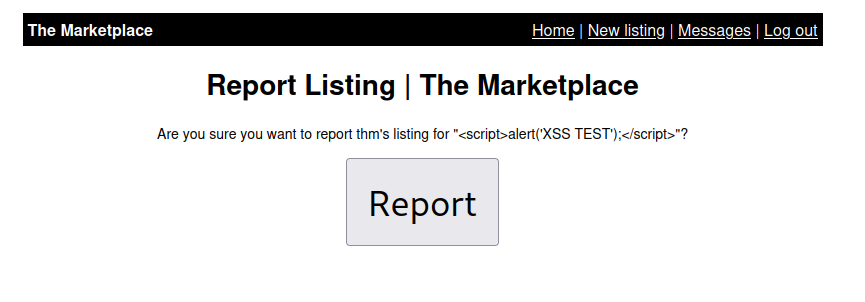 The Marketplace Home | New listing | Messages | Log out
Report Listing | The Marketplace
Are you sure you want to report thm's listing for "<script>alert('XSS TEST');</script>"?
Report